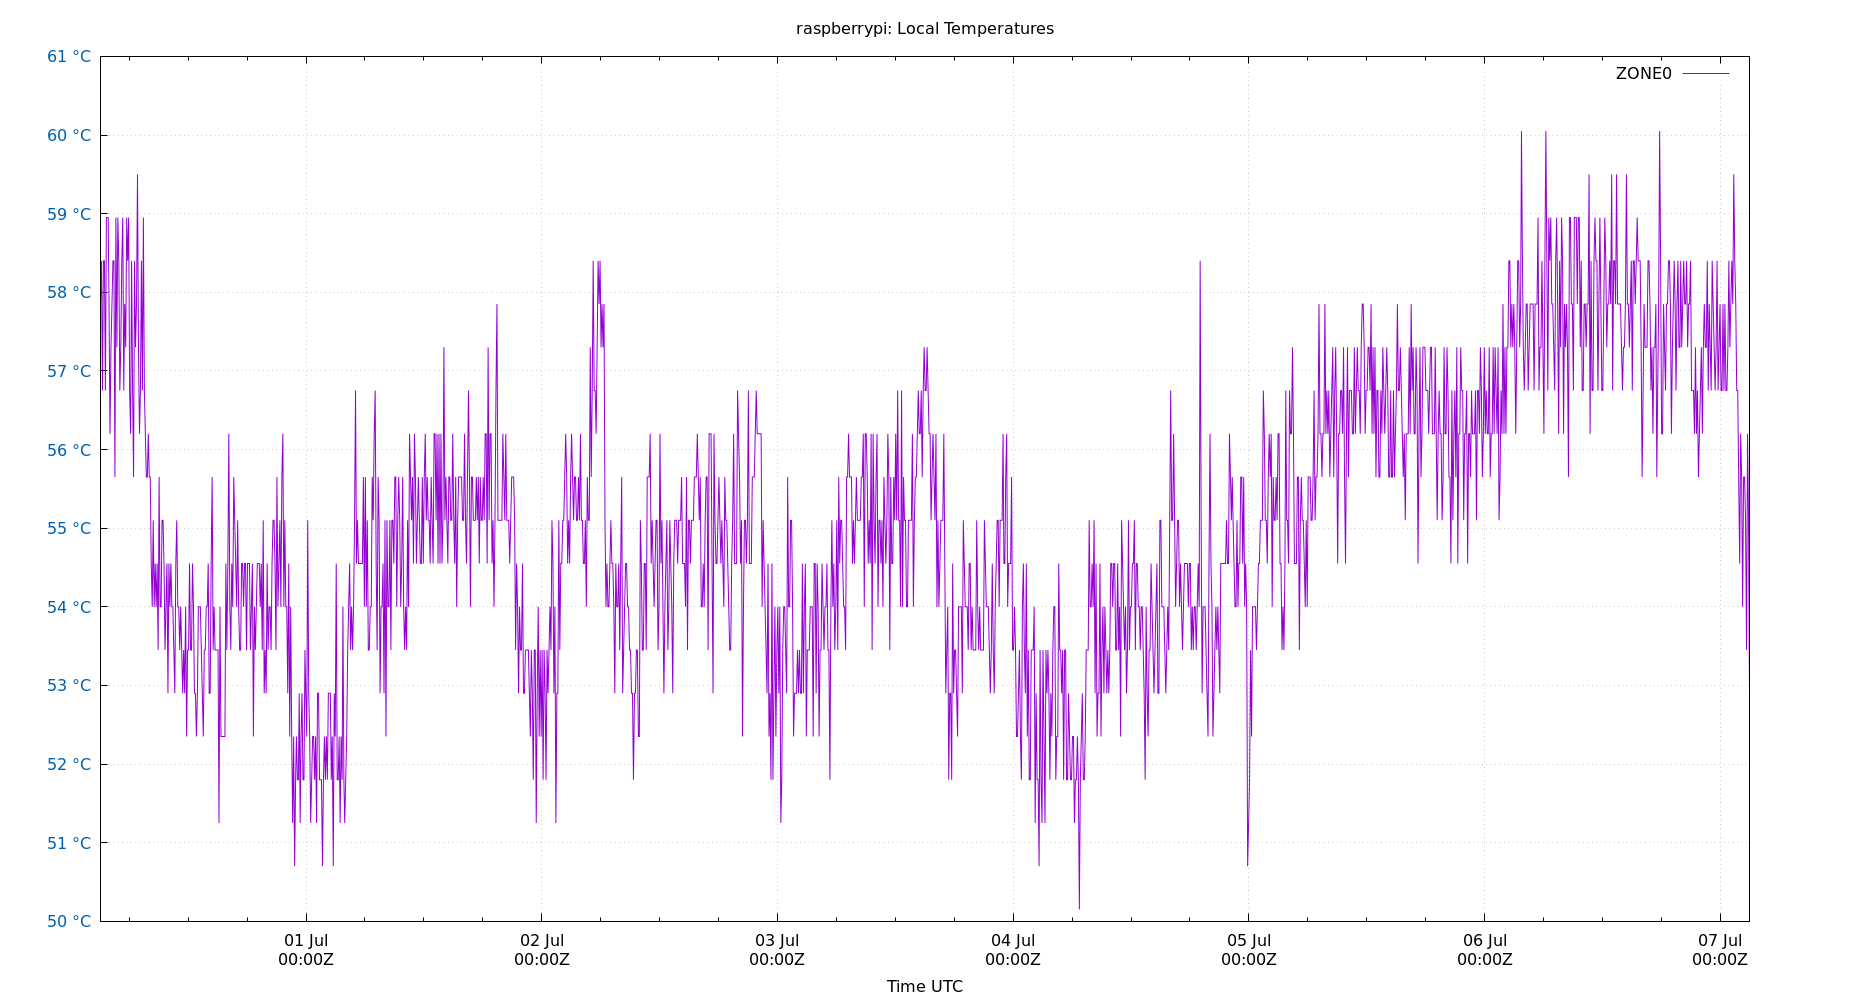 raspberrypi: Local Temperatures
61 °C
ZONE0
60 °C
59 °C
58 °C
57 °C
56 °C
55 °C
54 °C
53 °C
52 °C
51 °C
50 °C
01 Jul 02 Jul 03 Jul 04 Jul 05 Jul 06 Jul 07 Jul
00:00Z 00:00Z 00:00Z 00:00Z 00:00Z 00:00Z 00:00Z
Time UTC